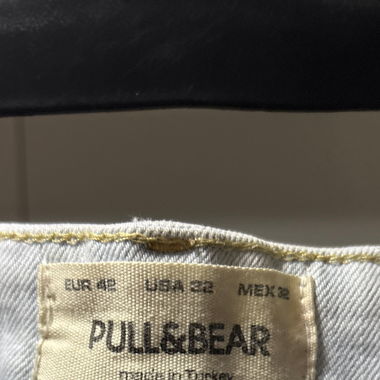 EUR 42 USA 32 MEX 32
PULL&BEAR
made in Turkey